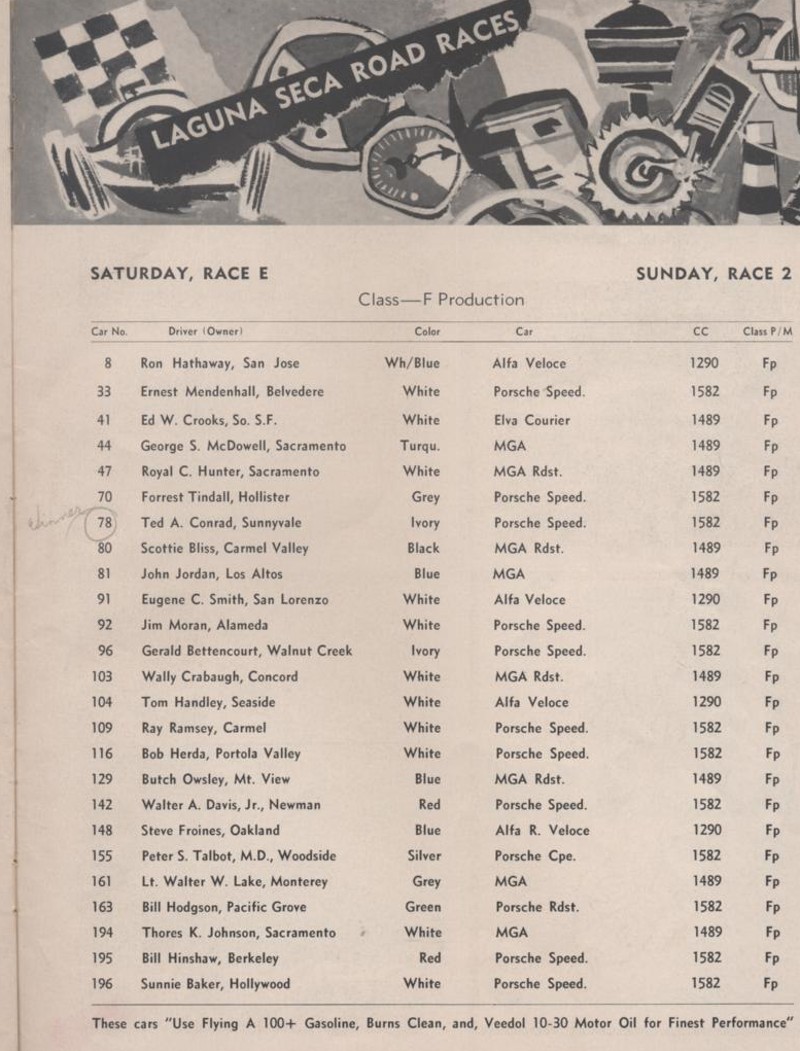 LAGUNA SECA ROAD RACES
SATURDAY, RACE E SUNDAY, RACE 2
Class—F Production
Car No. Driver (Owner) Color Car CC Class P/M
8 Ron Hathaway, San Jose Wh/Blue Alfa Veloce 1290 Fp
33 Ernest Mendenhall, Belvedere White Porsche Speed. 1582 Fp
41 Ed W. Crooks, So. S.F. White Elva Courier 1489 Fp
44 George S. McDowell, Sacramento Turqu. MGA 1489 Fp
47 Royal C. Hunter, Sacramento White MGA Rdst. 1489 Fp
70 Forrest Tindall, Hollister Grey Porsche Speed. 1582 Fp
winner 78 Ted A. Conrad, Sunnyvale Ivory Porsche Speed. 1582 Fp
80 Scottie Bliss, Carmel Valley Black MGA Rdst. 1489 Fp
81 John Jordan, Los Altos Blue MGA 1489 Fp
91 Eugene C. Smith, San Lorenzo White Alfa Veloce 1290 Fp
92 Jim Moran, Alameda White Porsche Speed. 1582 Fp
96 Gerald Bettencourt, Walnut Creek Ivory Porsche Speed. 1582 Fp
103 Wally Crabaugh, Concord White MGA Rdst. 1489 Fp
104 Tom Handley, Seaside White Alfa Veloce 1290 Fp
109 Ray Ramsey, Carmel White Porsche Speed. 1582 Fp
116 Bob Herda, Portola Valley White Porsche Speed. 1582 Fp
129 Butch Owsley, Mt. View Blue MGA Rdst. 1489 Fp
142 Walter A. Davis, Jr., Newman Red Porsche Speed. 1582 Fp
148 Steve Froines, Oakland Blue Alfa R. Veloce 1290 Fp
155 Peter S. Talbot, M.D., Woodside Silver Porsche Cpe. 1582 Fp
161 Lt. Walter W. Lake, Monterey Grey MGA 1489 Fp
163 Bill Hodgson, Pacific Grove Green Porsche Rdst. 1582 Fp
194 Thores K. Johnson, Sacramento White MGA 1489 Fp
195 Bill Hinshaw, Berkeley Red Porsche Speed. 1582 Fp
196 Sunnie Baker, Hollywood White Porsche Speed. 1582 Fp
These cars "Use Flying A 100+ Gasoline, Burns Clean, and, Veedol 10-30 Motor Oil for Finest Performance"